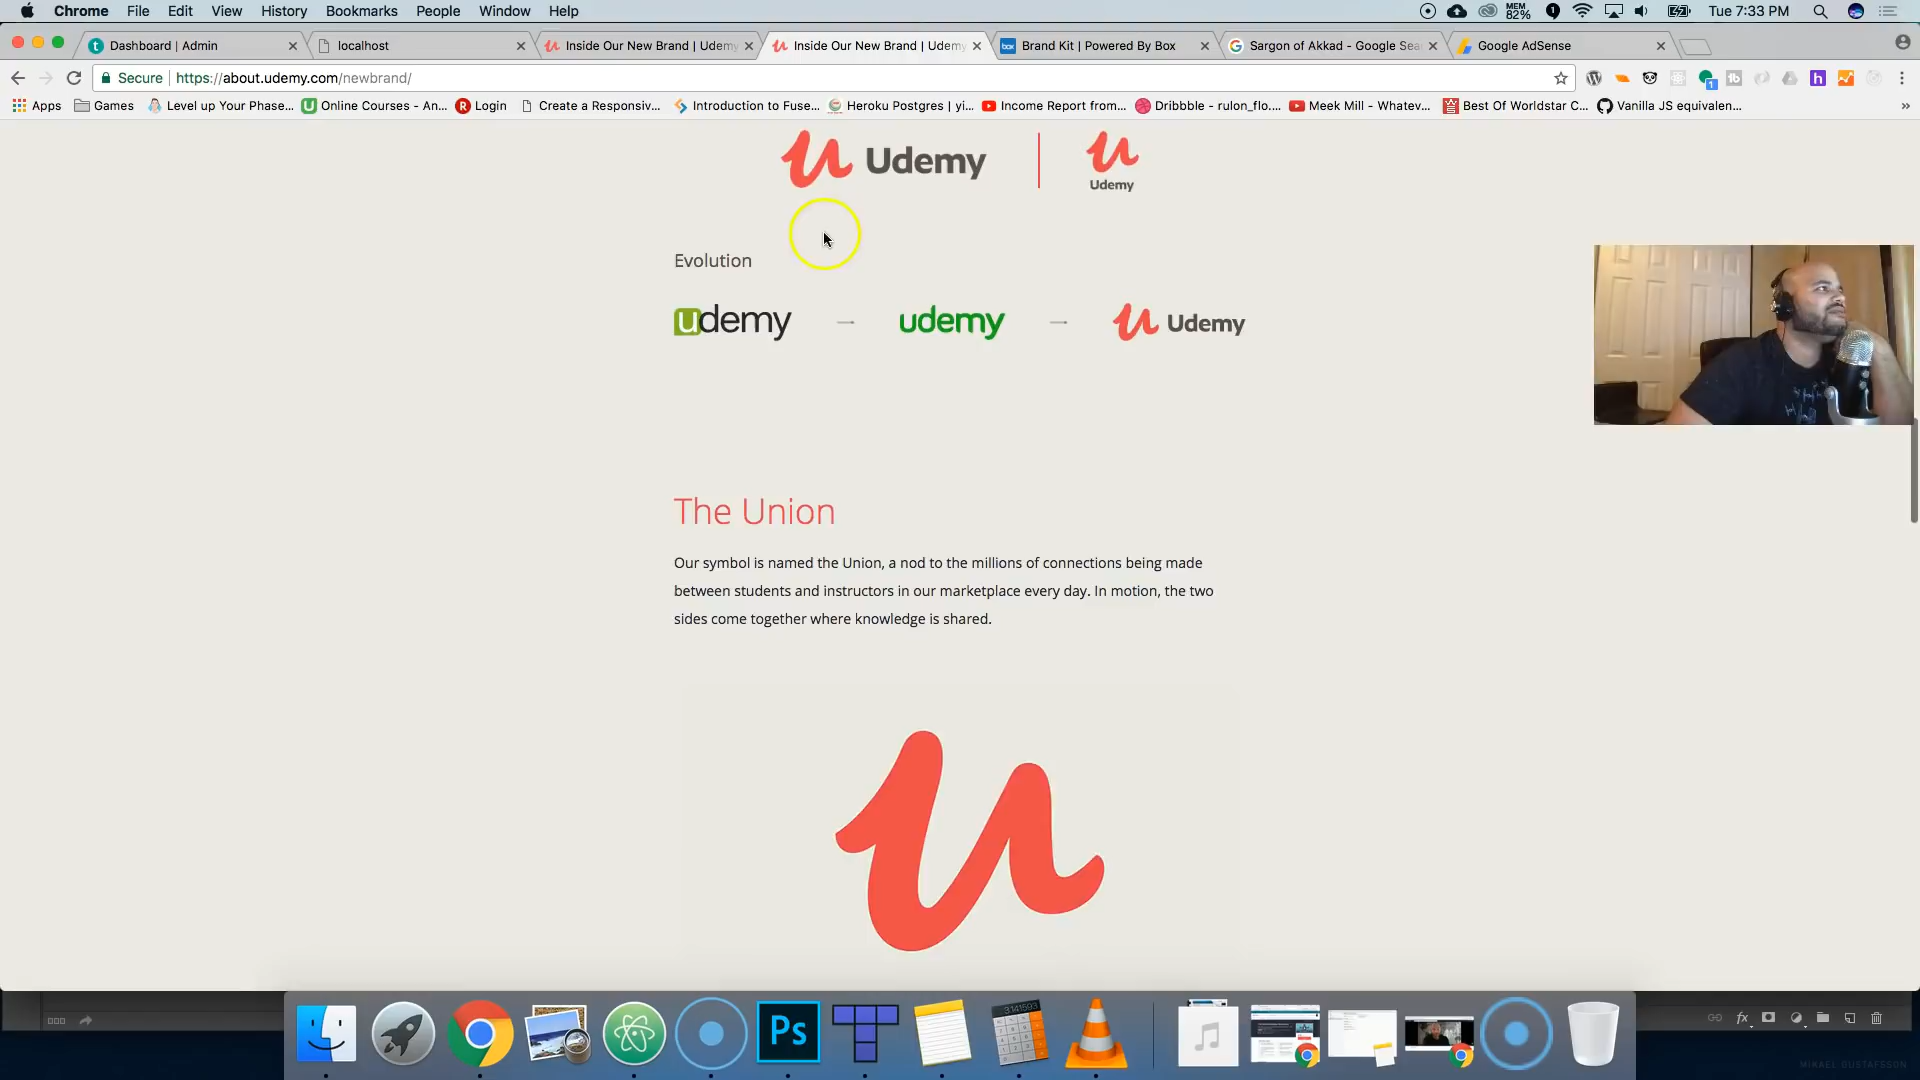 Chrome File Edit View History Bookmarks People Window Help MEM 82% 1 Tue 7:33 PM
Dashboard | Admin localhost Inside Our New Brand | Udemy Inside Our New Brand | Udemy Brand Kit | Powered By Box Sargon of Akkad - Google Sea Google AdSense
Secure https://about.udemy.com/newbrand/
Apps Games Level up Your Phase... Online Courses - An... Login Create a Responsiv... Introduction to Fuse... Heroku Postgres | yi... Income Report from... Dribbble - rulon_flo.... Meek Mill - Whatev... Best Of Worldstar C... Vanilla JS equivalen... »
Udemy
Udemy
Evolution
udemy udemy Udemy
The Union
Our symbol is named the Union, a nod to the millions of connections being made
between students and instructors in our marketplace every day. In motion, the two
sides come together where knowledge is shared.
Ps
fx
MIKAEL GUSTAFSSON